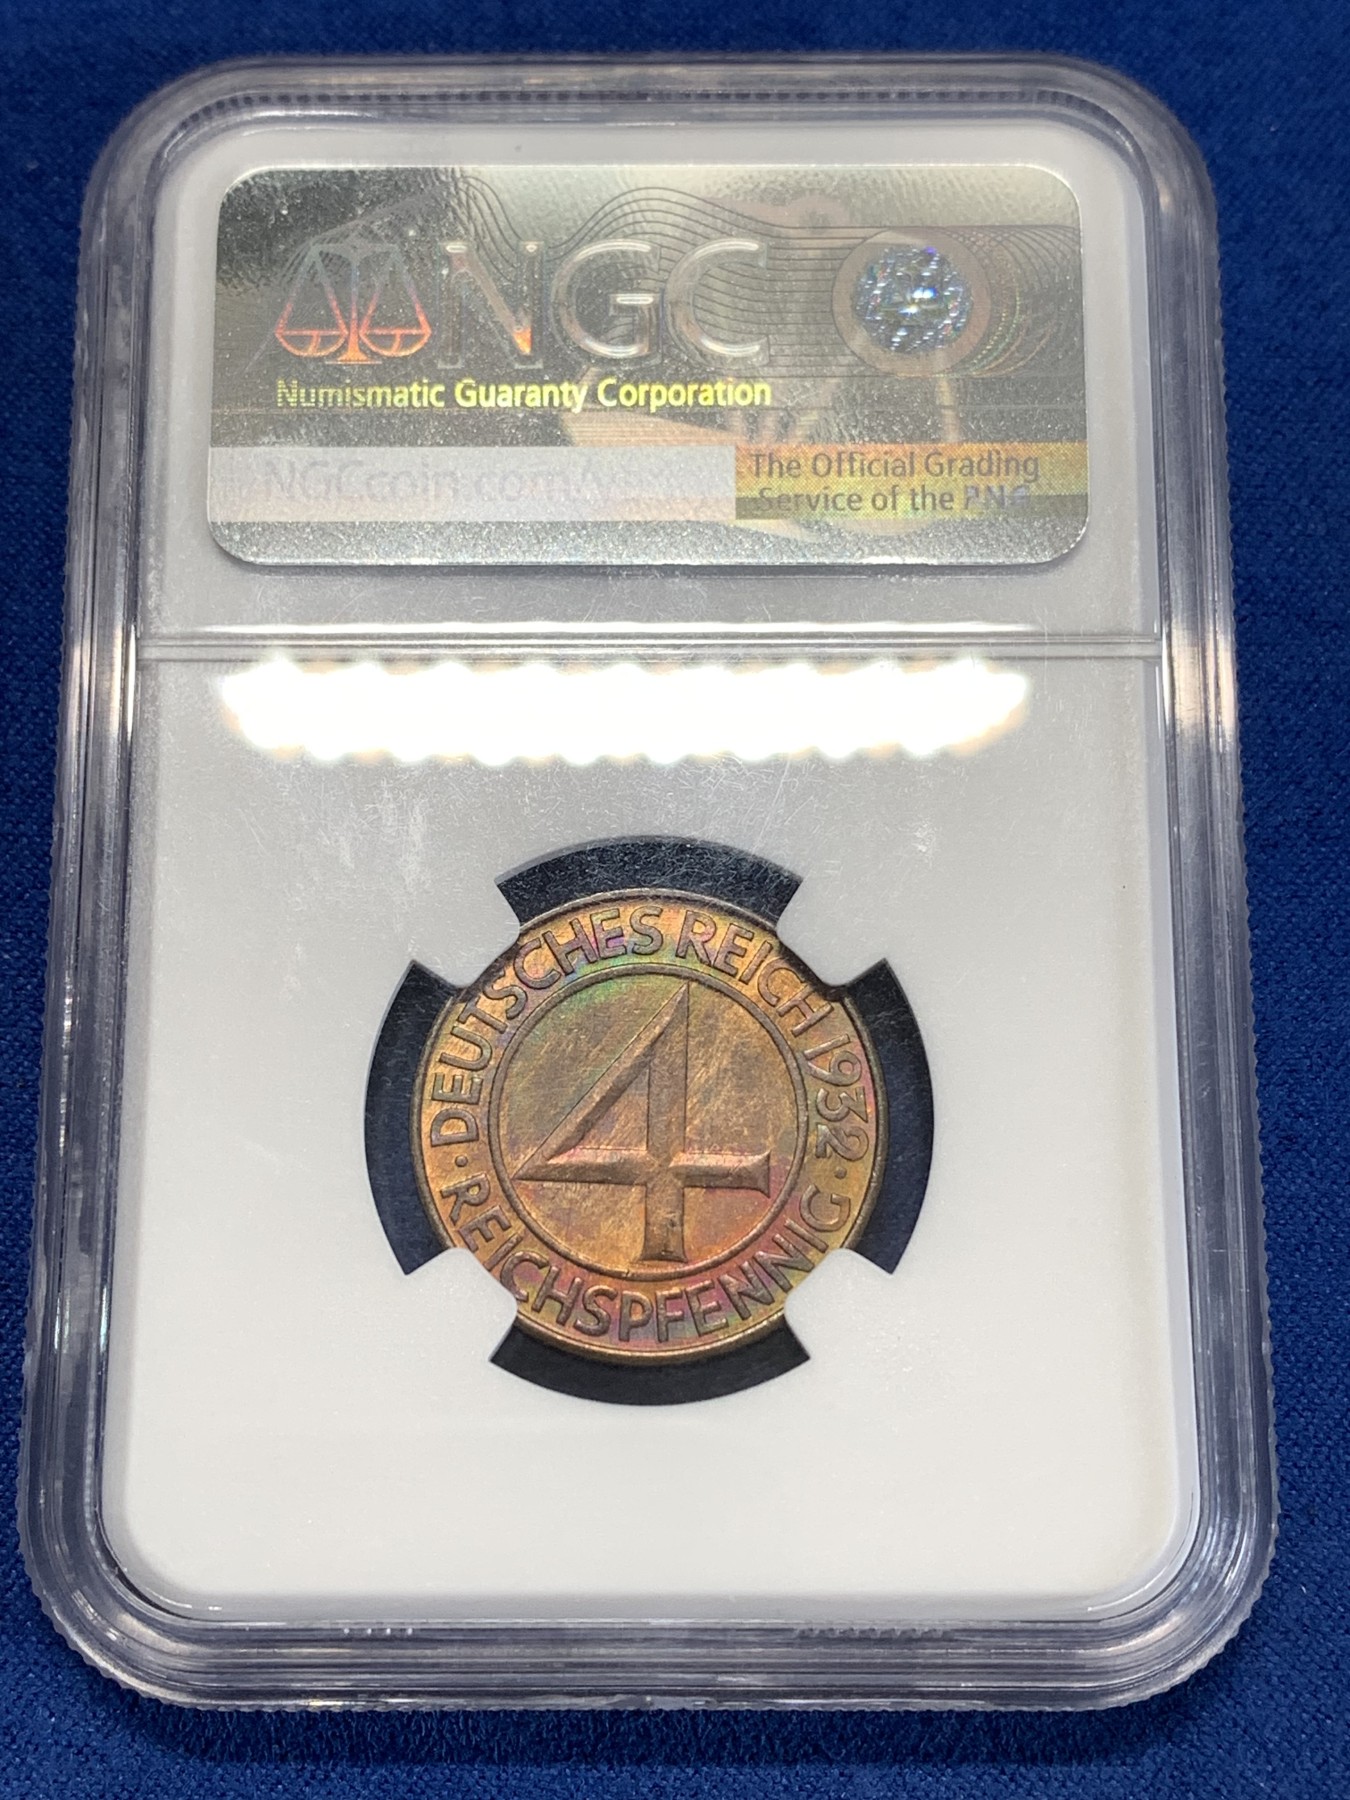 NGC
Numismatic Guaranty Corporation
NGCcoin.com
The Official Grading
Service of the PNG
DEUTSCHES REICH 1932
4
REICHSPFENNIG